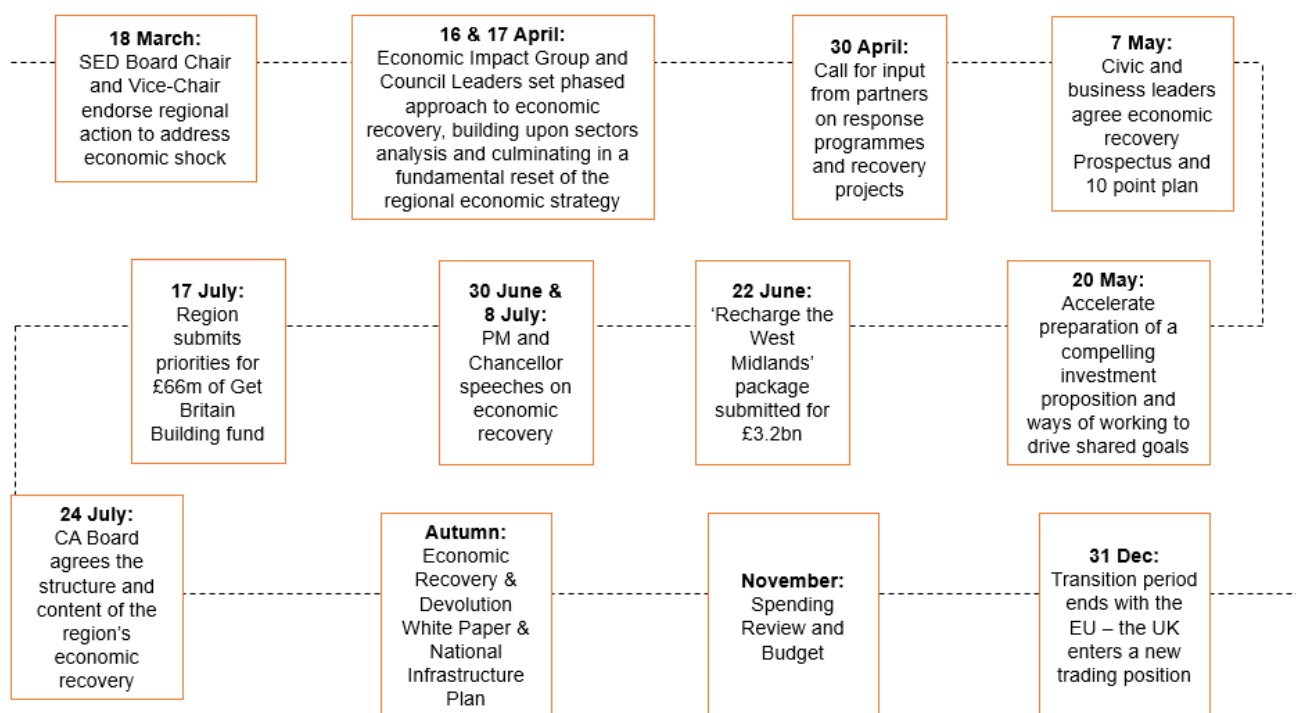 18 March:
SED Board Chair
and Vice-Chair
endorse regional
action to address
economic shock
16 & 17 April:
Economic Impact Group and
Council Leaders set phased
approach to economic
recovery, building upon sectors
analysis and culminating in a
fundamental reset of the
regional economic strategy
30 April:
Call for input
from partners
on response
programmes
and recovery
projects
7 May:
Civic and
business leaders
agree economic
recovery
Prospectus and
10 point plan
20 May:
Accelerate
preparation of a
compelling
investment
proposition and
ways of working to
drive shared goals
22 June:
‘Recharge the
West
Midlands’
package
submitted for
£3.2bn
30 June &
8 July:
PM and
Chancellor
speeches on
economic
recovery
17 July:
Region
submits
priorities for
£66m of Get
Britain
Building fund
24 July:
CA Board
agrees the
structure and
content of the
region’s
economic
recovery
Autumn:
Economic
Recovery &
Devolution
White Paper &
National
Infrastructure
Plan
November:
Spending
Review and
Budget
31 Dec:
Transition period
ends with the
EU – the UK
enters a new
trading position